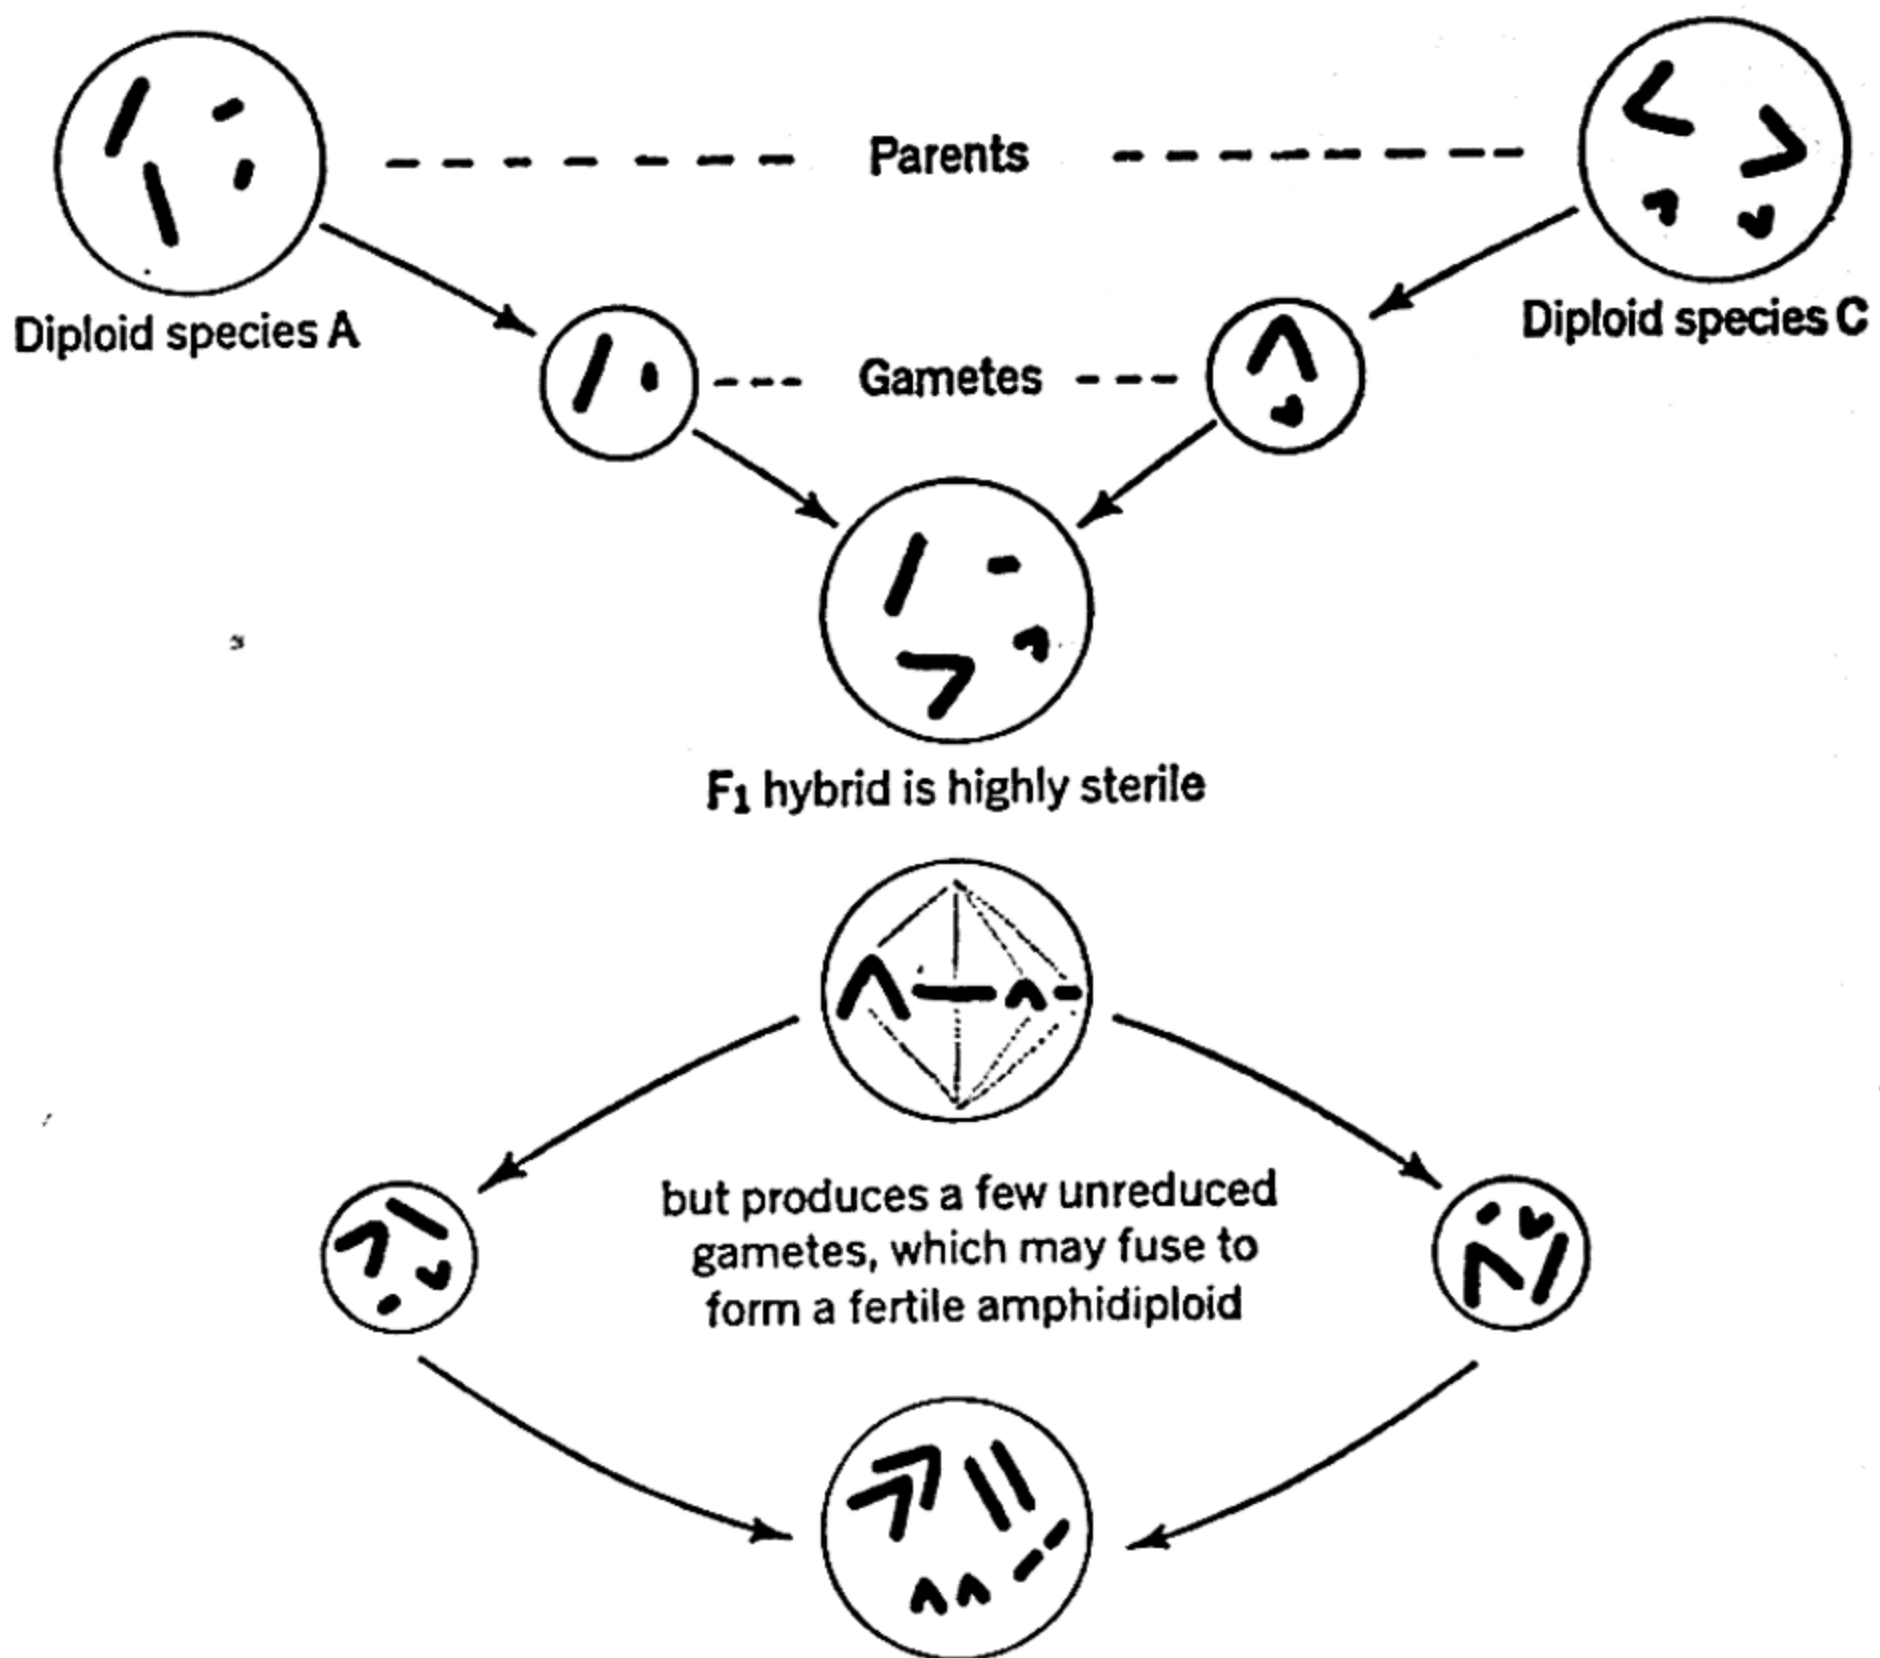 Parents
Diploid species A
Diploid species C
Gametes
F1 hybrid is highly sterile
but produces a few unreduced
gametes, which may fuse to
form a fertile amphidiploid